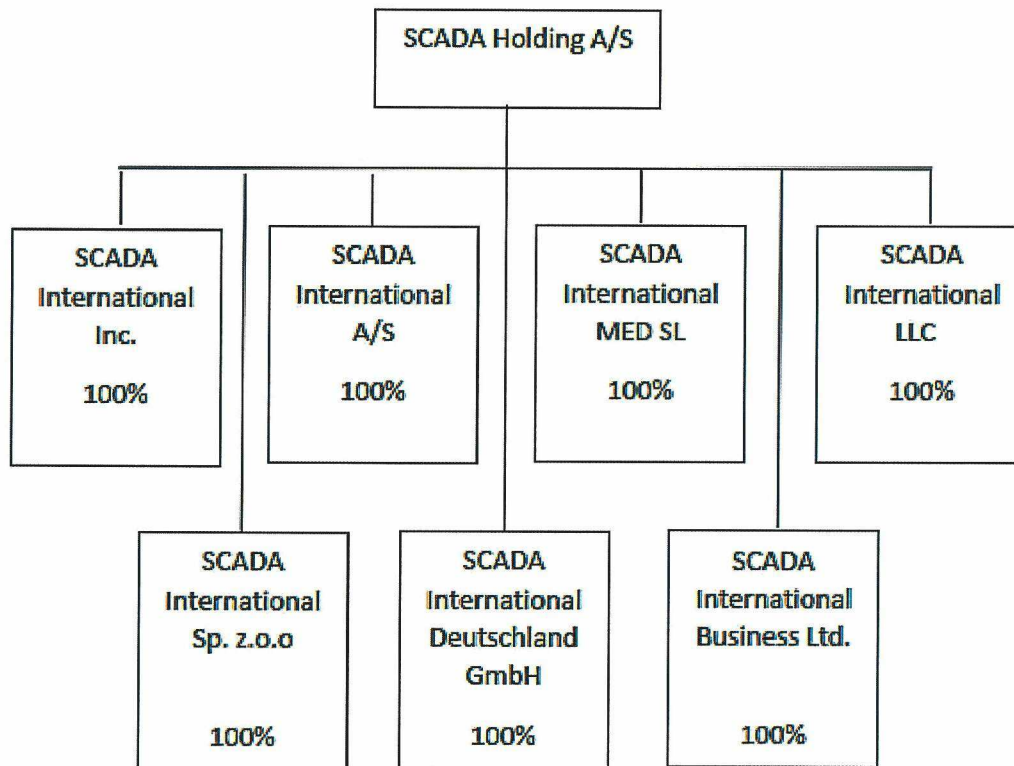 SCADA Holding A/S
SCADA
International
Inc.
100%
SCADA
International
A/S
100%
SCADA
International
MED SL
100%
SCADA
International
LLC
100%
SCADA
International
Sp. z.o.o
100%
SCADA
International
Deutschland
GmbH
100%
SCADA
International
Business Ltd.
100%